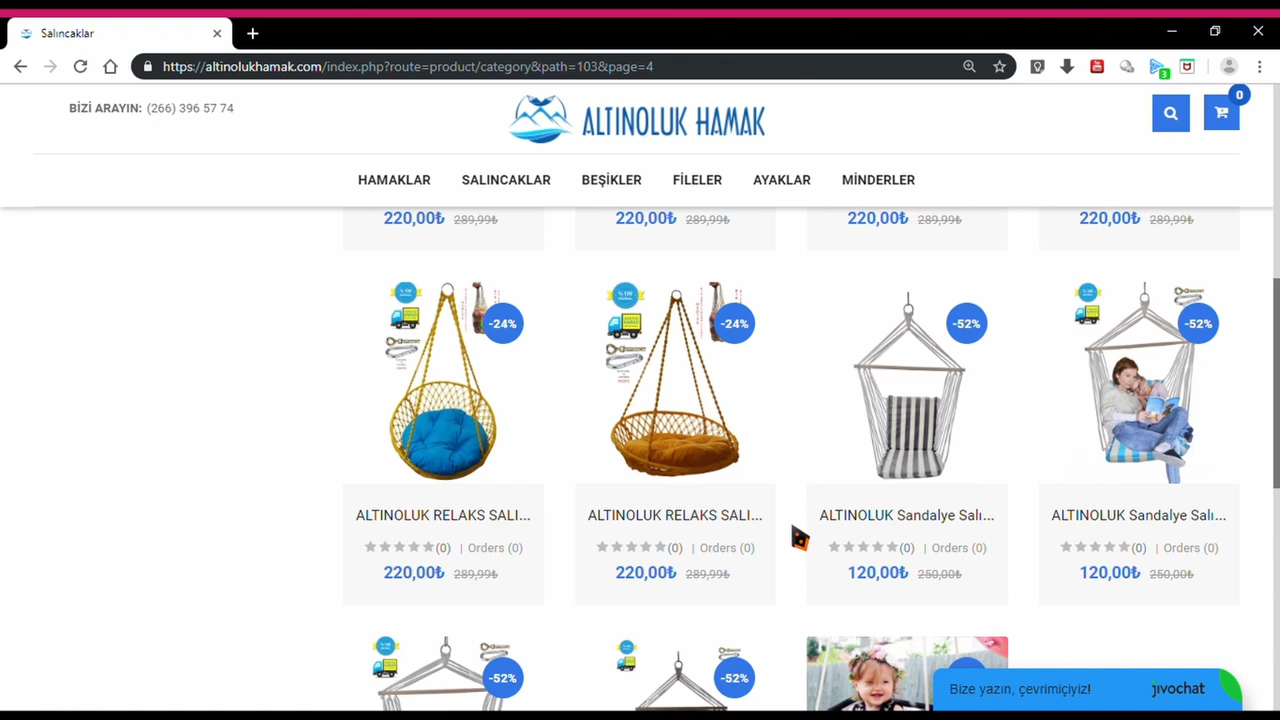 Salıncaklar
https://altinolukhamak.com/index.php?route=product/category&path=103&page=4
3
BİZİ ARAYIN: (266) 396 57 74
ALTINOLUK HAMAK
0
HAMAKLAR SALINCAKLAR BEŞİKLER FİLELER AYAKLAR MİNDERLER
220,00₺ 289,99₺ 220,00₺ 289,99₺ 220,00₺ 289,99₺ 220,00₺ 289,99₺
-24% -24% -52% -52%
ALTINOLUK RELAKS SALI... ALTINOLUK RELAKS SALI... ALTINOLUK Sandalye Salı... ALTINOLUK Sandalye Salı...
(0) | Orders (0) (0) | Orders (0) (0) | Orders (0) (0) | Orders (0)
220,00₺ 289,99₺ 220,00₺ 289,99₺ 120,00₺ 250,00₺ 120,00₺ 250,00₺
-52% -52%
Bize yazın, çevrimiçiyiz! jivochat